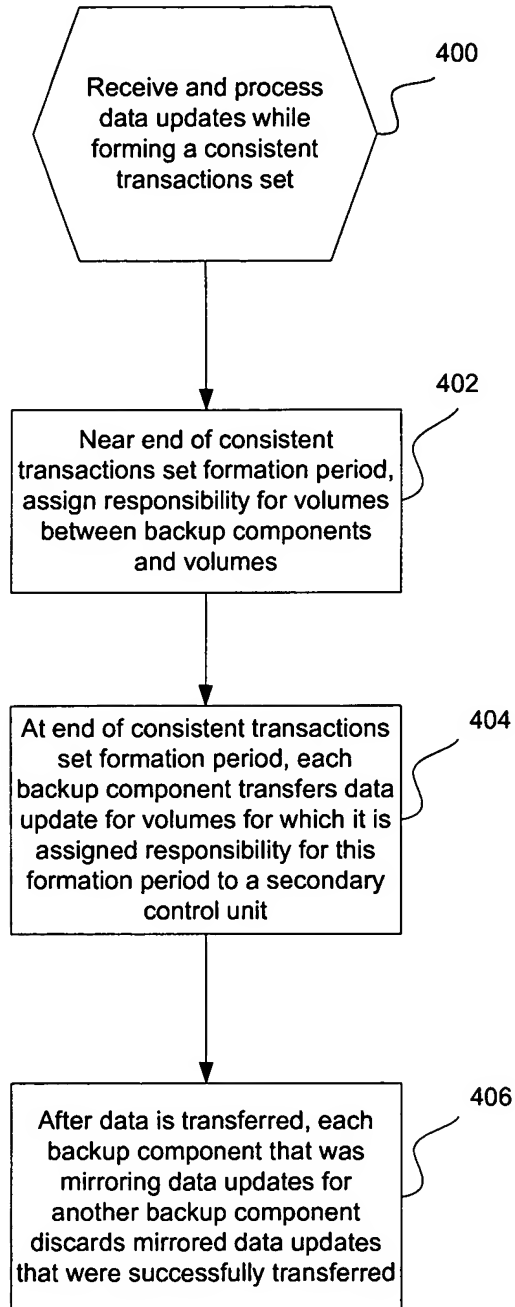 400
Receive and process
data updates while
forming a consistent
transactions set
402
Near end of consistent
transactions set formation period,
assign responsibility for volumes
between backup components
and volumes
404
At end of consistent transactions
set formation period, each
backup component transfers data
update for volumes for which it is
assigned responsibility for this
formation period to a secondary
control unit
406
After data is transferred, each
backup component that was
mirroring data updates for
another backup component
discards mirrored data updates
that were successfully transferred